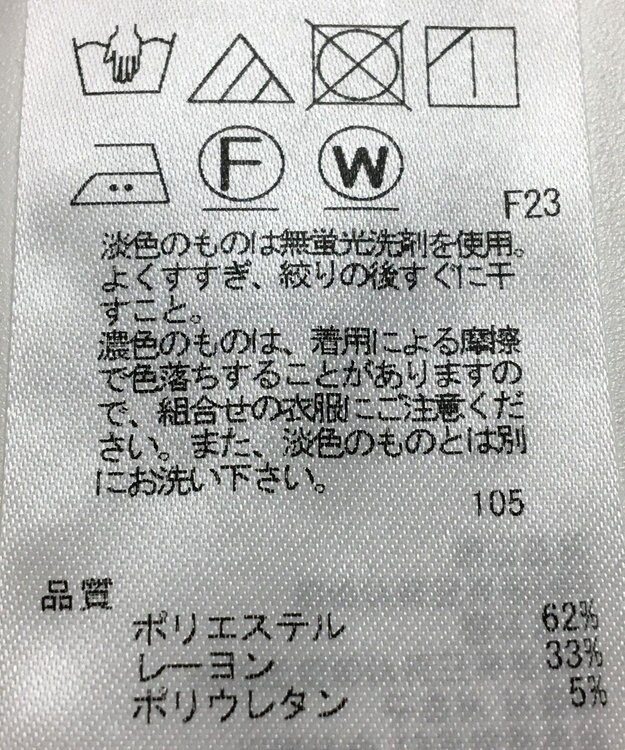 F
W
F23
淡色のものは無蛍光洗剤を使用。
よくすすぎ、絞りの後すぐに干
すこと。
濃色のものは、着用による摩擦
で色落ちすることがありますの
で、組合せの衣服にご注意くだ
さい。また、淡色のものとは別
にお洗い下さい。
105
品質
ポリエステル 62%
レーヨン 33%
ポリウレタン 5%